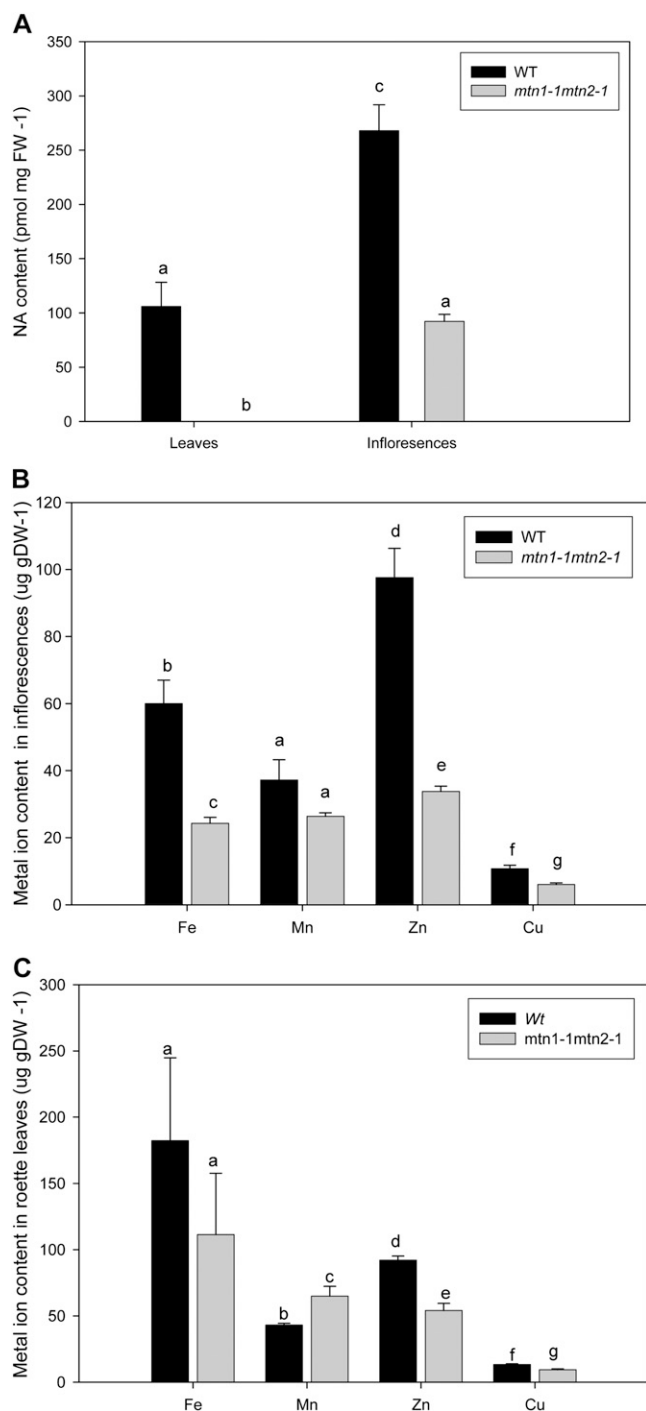 A
NA content (pmol mg FW -1)
400
350
300
250
200
150
100
50
0
WT
mtn1-1mtn2-1
a
b
c
a
Leaves
Infloresences
B
Metal ion content in inflorescences (ug gDW-1)
120
100
80
60
40
20
0
WT
mtn1-1mtn2-1
b
c
a
a
d
e
f
g
Fe
Mn
Zn
Cu
C
Metal ion content in roette leaves (ug gDW -1)
300
250
200
150
100
50
0
Wt
mtn1-1mtn2-1
a
a
b
c
d
e
f
g
Fe
Mn
Zn
Cu